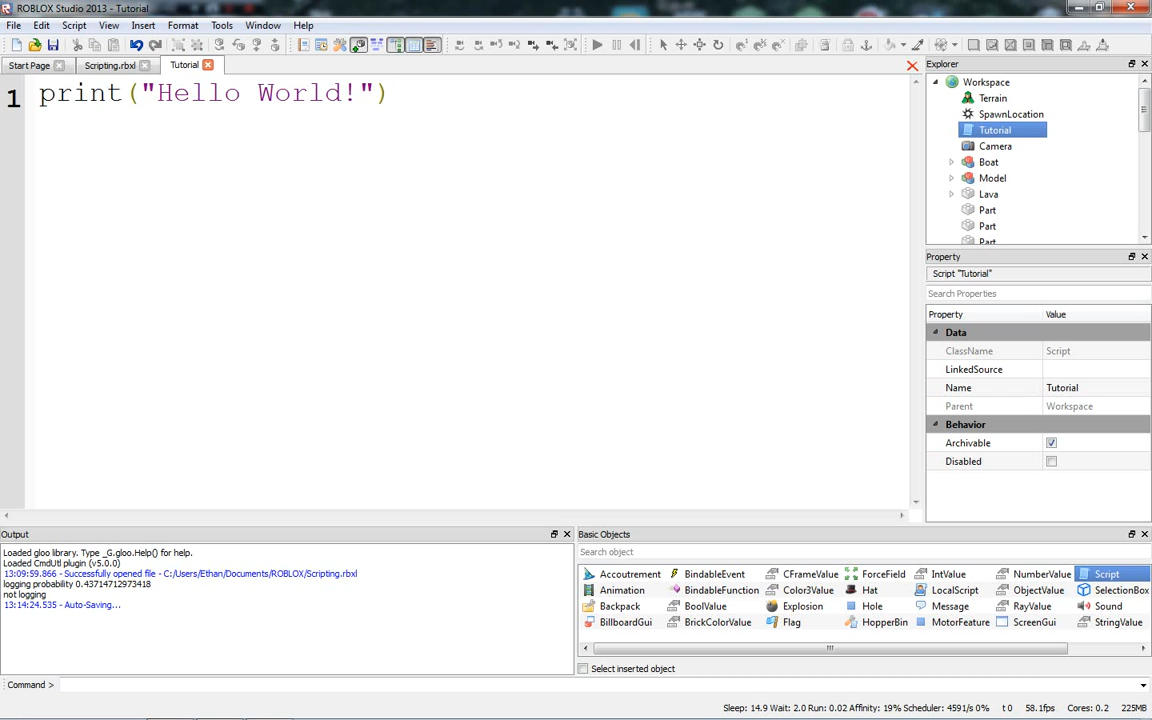 ROBLOX Studio 2013 - Tutorial
File Edit Script View Insert Format Tools Window Help
Start Page Scripting.rbxl Tutorial
1 print("Hello World!")
Explorer
Workspace
Terrain
SpawnLocation
Tutorial
Camera
Boat
Model
Lava
Part
Part
Part
Property
Script "Tutorial"
Search Properties
Property Value
Data
ClassName Script
LinkedSource
Name Tutorial
Parent Workspace
Behavior
Archivable
Disabled
Output
Loaded gloo library. Type _G.gloo.Help() for help.
Loaded CmdUtl plugin (v5.0.0)
13:09:59.866 - Successfully opened file - C:/Users/Ethan/Documents/ROBLOX/Scripting.rbxl
logging probability 0.43714712973418
not logging
13:14:24.535 - Auto-Saving...
Basic Objects
Search object
Accoutrement BindableEvent CFrameValue ForceField IntValue NumberValue Script
Animation BindableFunction Color3Value Hat LocalScript ObjectValue SelectionBox
Backpack BoolValue Explosion Hole Message RayValue Sound
BillboardGui BrickColorValue Flag HopperBin MotorFeature ScreenGui StringValue
Select inserted object
Command >
Sleep: 14.9 Wait: 2.0 Run: 0.02 Affinity: 19% Scheduler: 4591/s 0% t 0 58.1fps Cores: 0.2 225MB